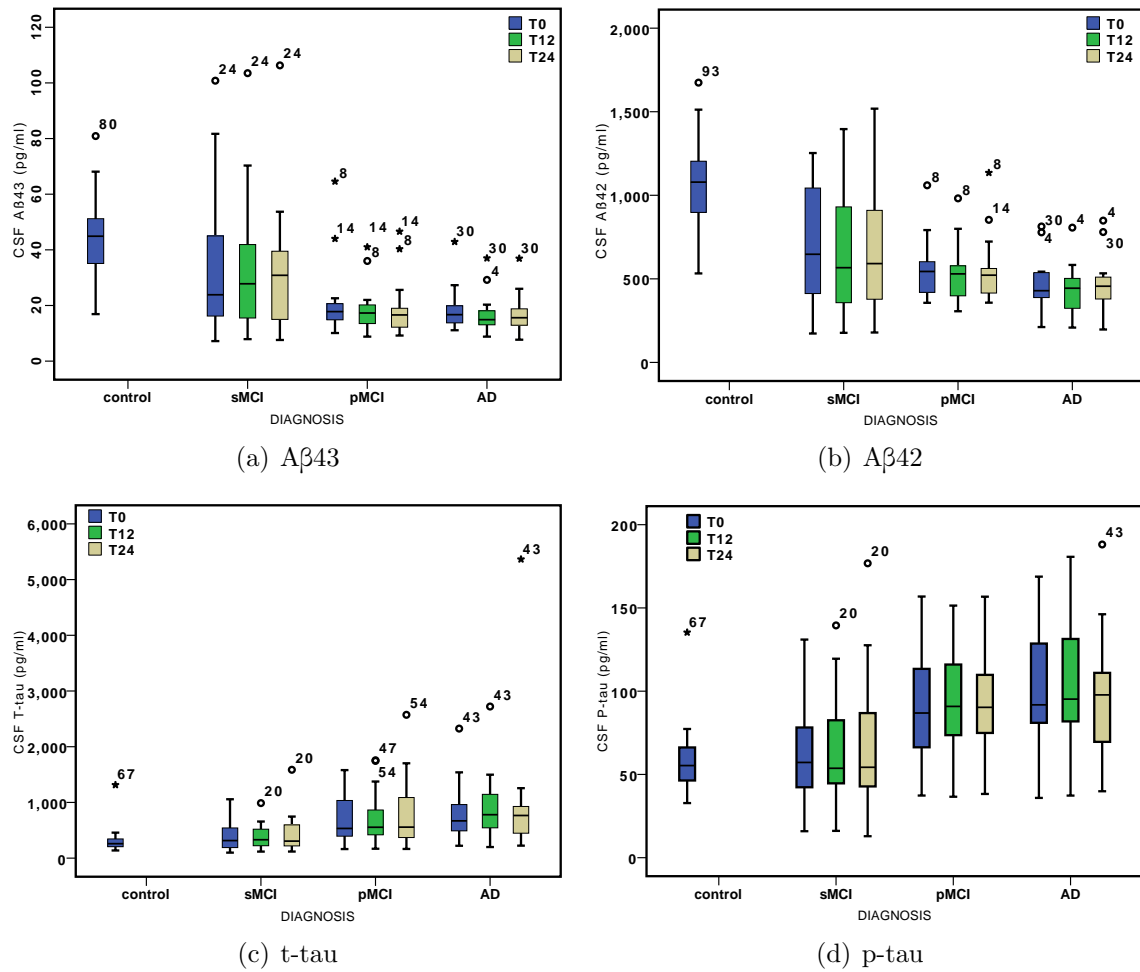 120
100
80
60
40
20
0
CSF Aβ43 (pg/ml)
T0
T12
T24
80
24
24
24
8
14
14
8
14
8
30
30
4
30
control
sMCI
pMCI
AD
DIAGNOSIS
(a) Aβ43
2,000
1,500
1,000
500
0
CSF Aβ42 (pg/ml)
T0
T12
T24
93
8
8
8
14
30
4
4
4
30
control
sMCI
pMCI
AD
DIAGNOSIS
(b) Aβ42
6,000
5,000
4,000
3,000
2,000
1,000
0
CSF T-tau (pg/ml)
T0
T12
T24
67
20
20
47
54
54
43
43
43
control
sMCI
pMCI
AD
DIAGNOSIS
(c) t-tau
200
150
100
50
0
CSF P-tau (pg/ml)
T0
T12
T24
67
20
20
43
control
sMCI
pMCI
AD
DIAGNOSIS
(d) p-tau